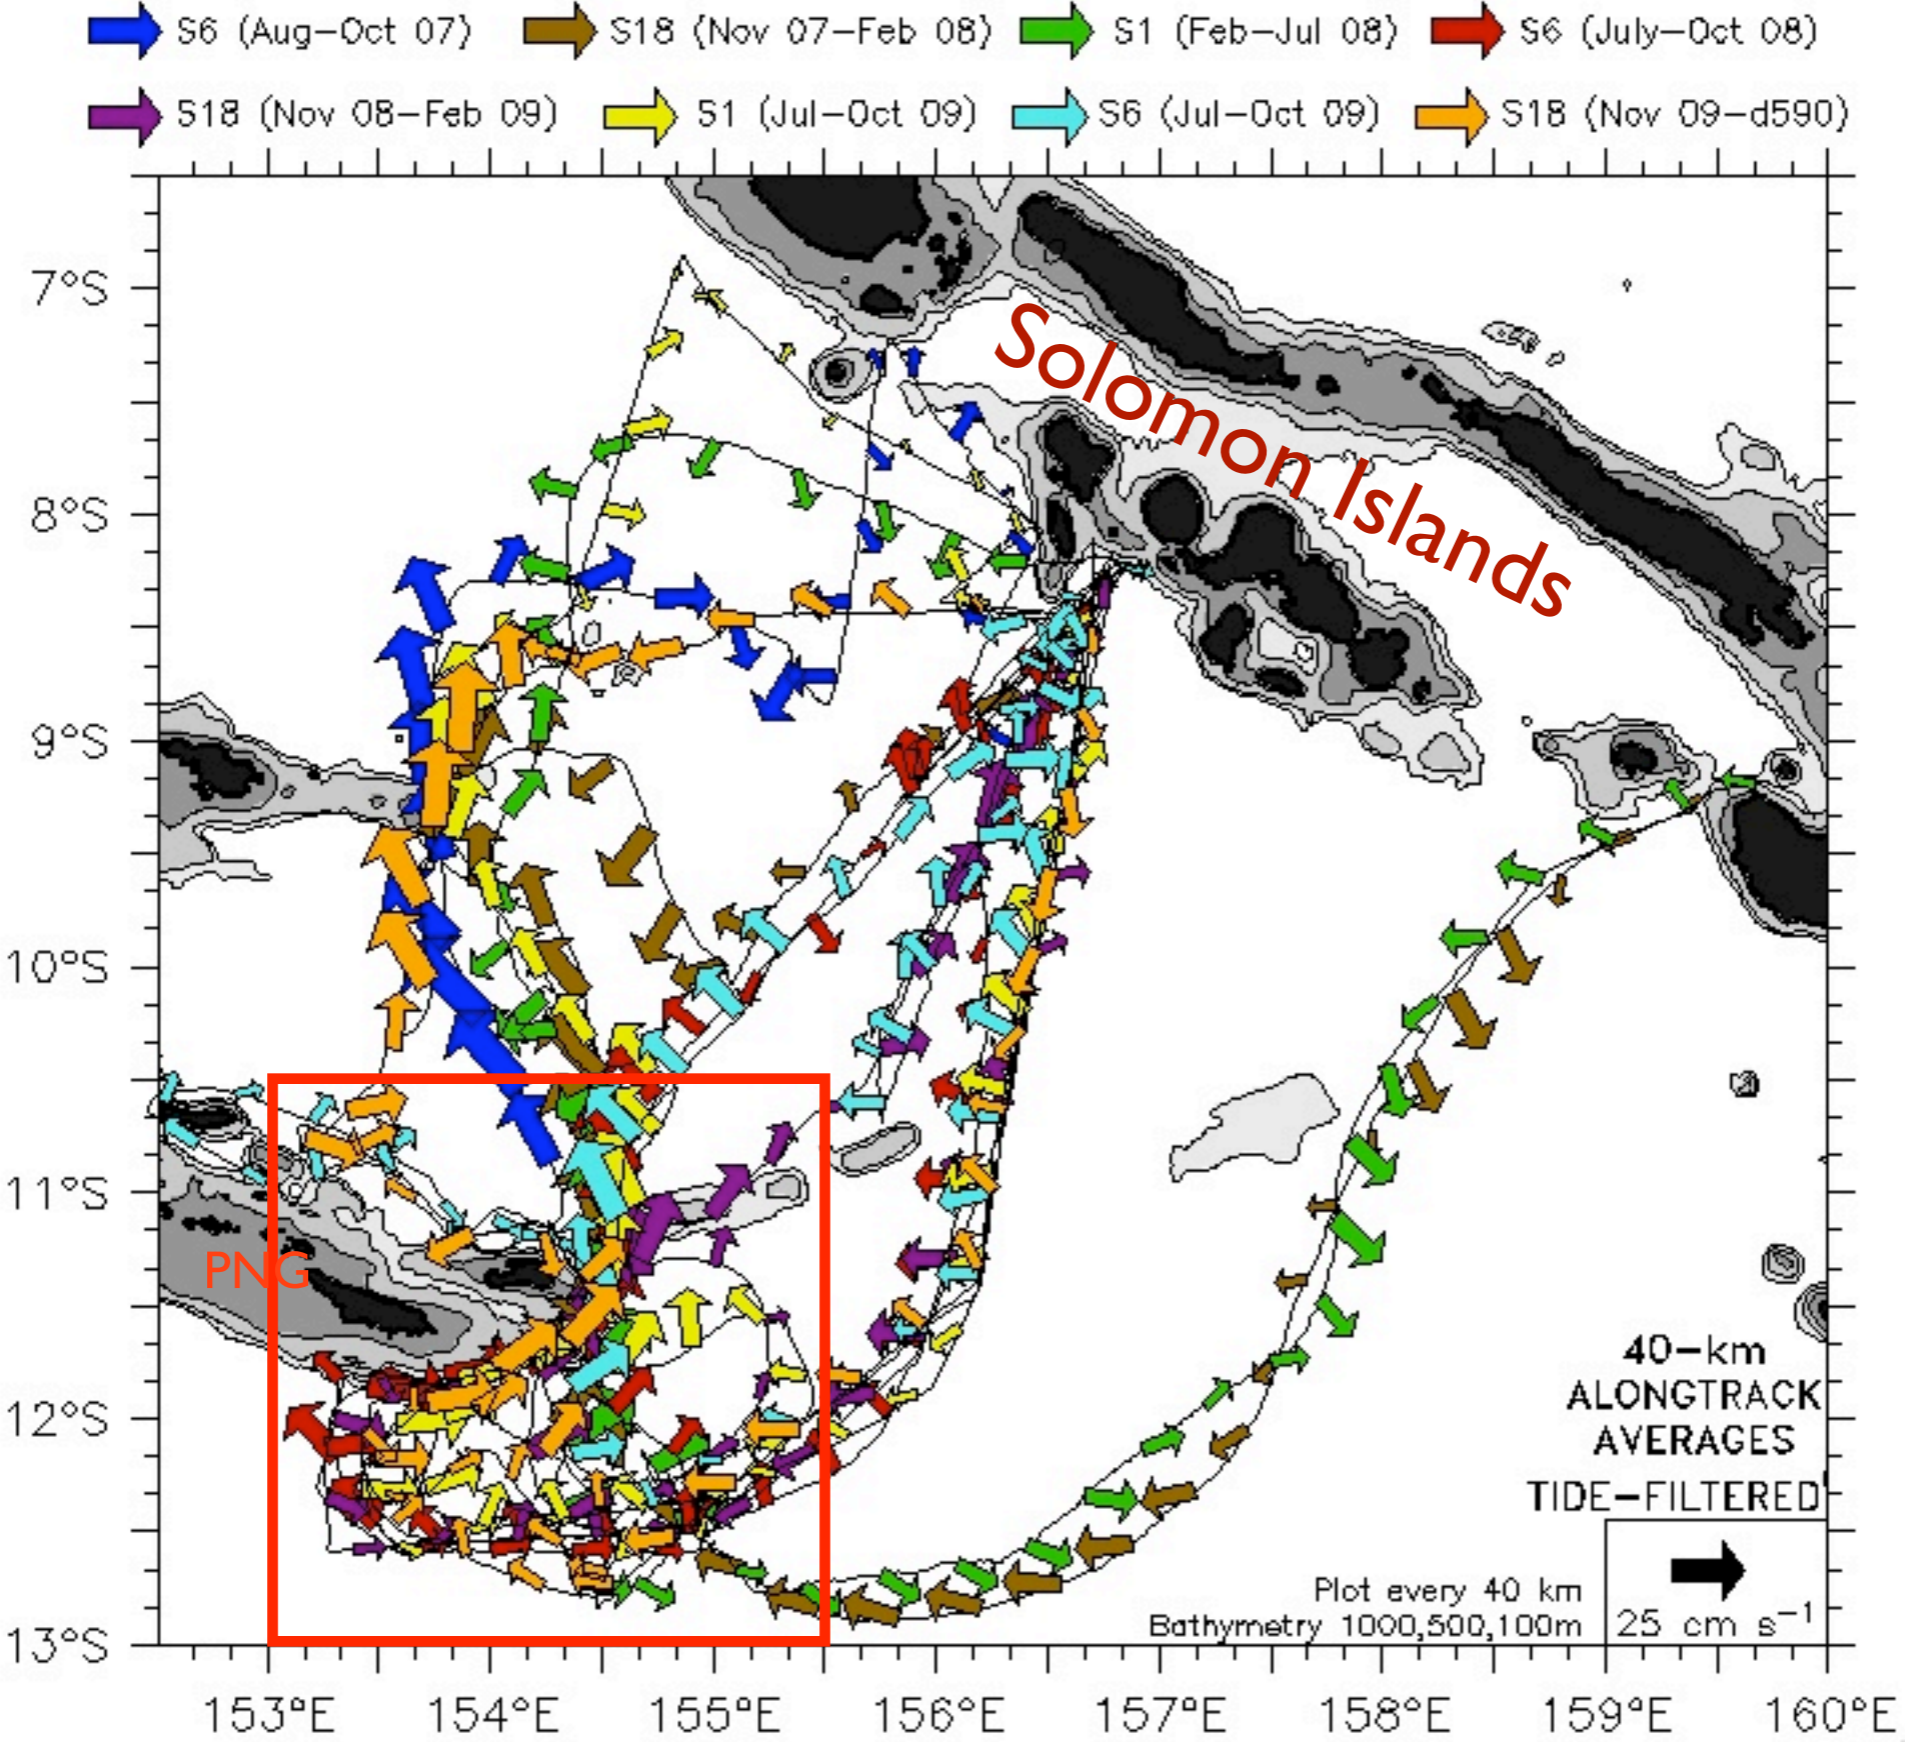 S6 (Aug-Oct 07) S18 (Nov 07-Feb 08) S1 (Feb-Jul 08) S6 (July-Oct 08)
S18 (Nov 08-Feb 09) S1 (Jul-Oct 09) S6 (Jul-Oct 09) S18 (Nov 09-d590)
7°S
8°S
9°S
10°S
11°S
12°S
13°S
Solomon Islands
PNG
40-km
ALONGTRACK
AVERAGES
TIDE-FILTERED
Plot every 40 km
Bathymetry 1000,500,100m
25 cm s⁻¹
153°E 154°E 155°E 156°E 157°E 158°E 159°E 160°E